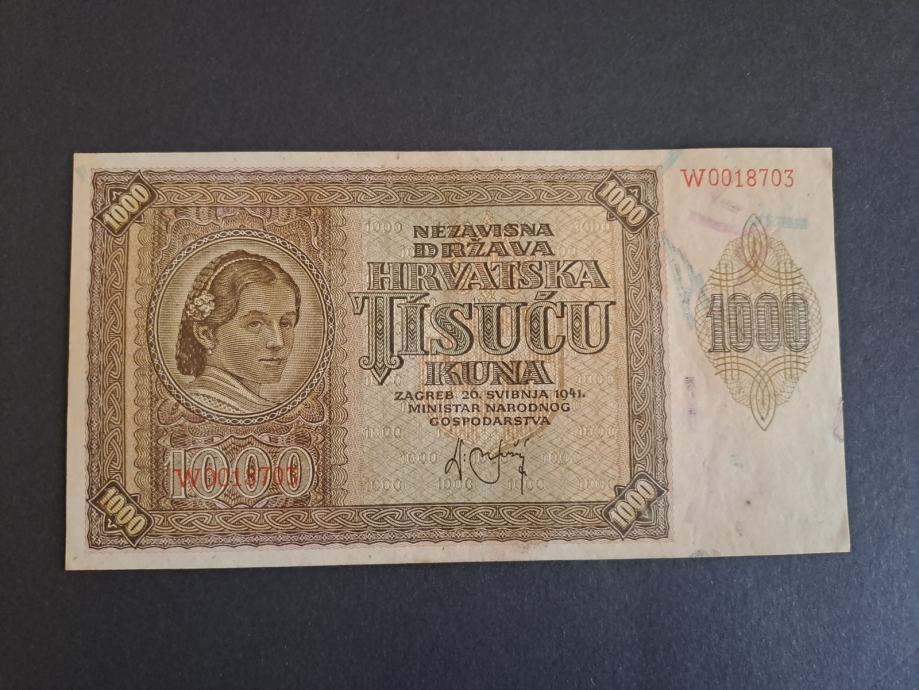 1000
1000
W0018703
NEZAVISNA
DRŽAVA
HRVATSKA
TISUĆU
KUNA
ZAGREB 26. SVIBNJA 1941.
MINISTAR NARODNOG
GOSPODARSTVA
1000
1000
W0018703
1000
1000